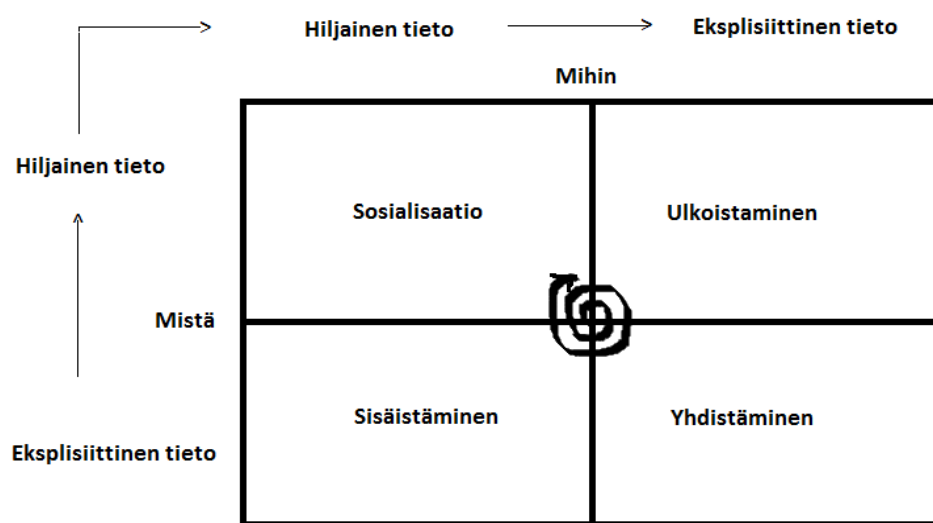 Hiljainen tieto
Eksplisiittinen tieto
Mihin
Hiljainen tieto
Sosialisaatio
Ulkoistaminen
Mistä
Sisäistäminen
Yhdistäminen
Eksplisiittinen tieto